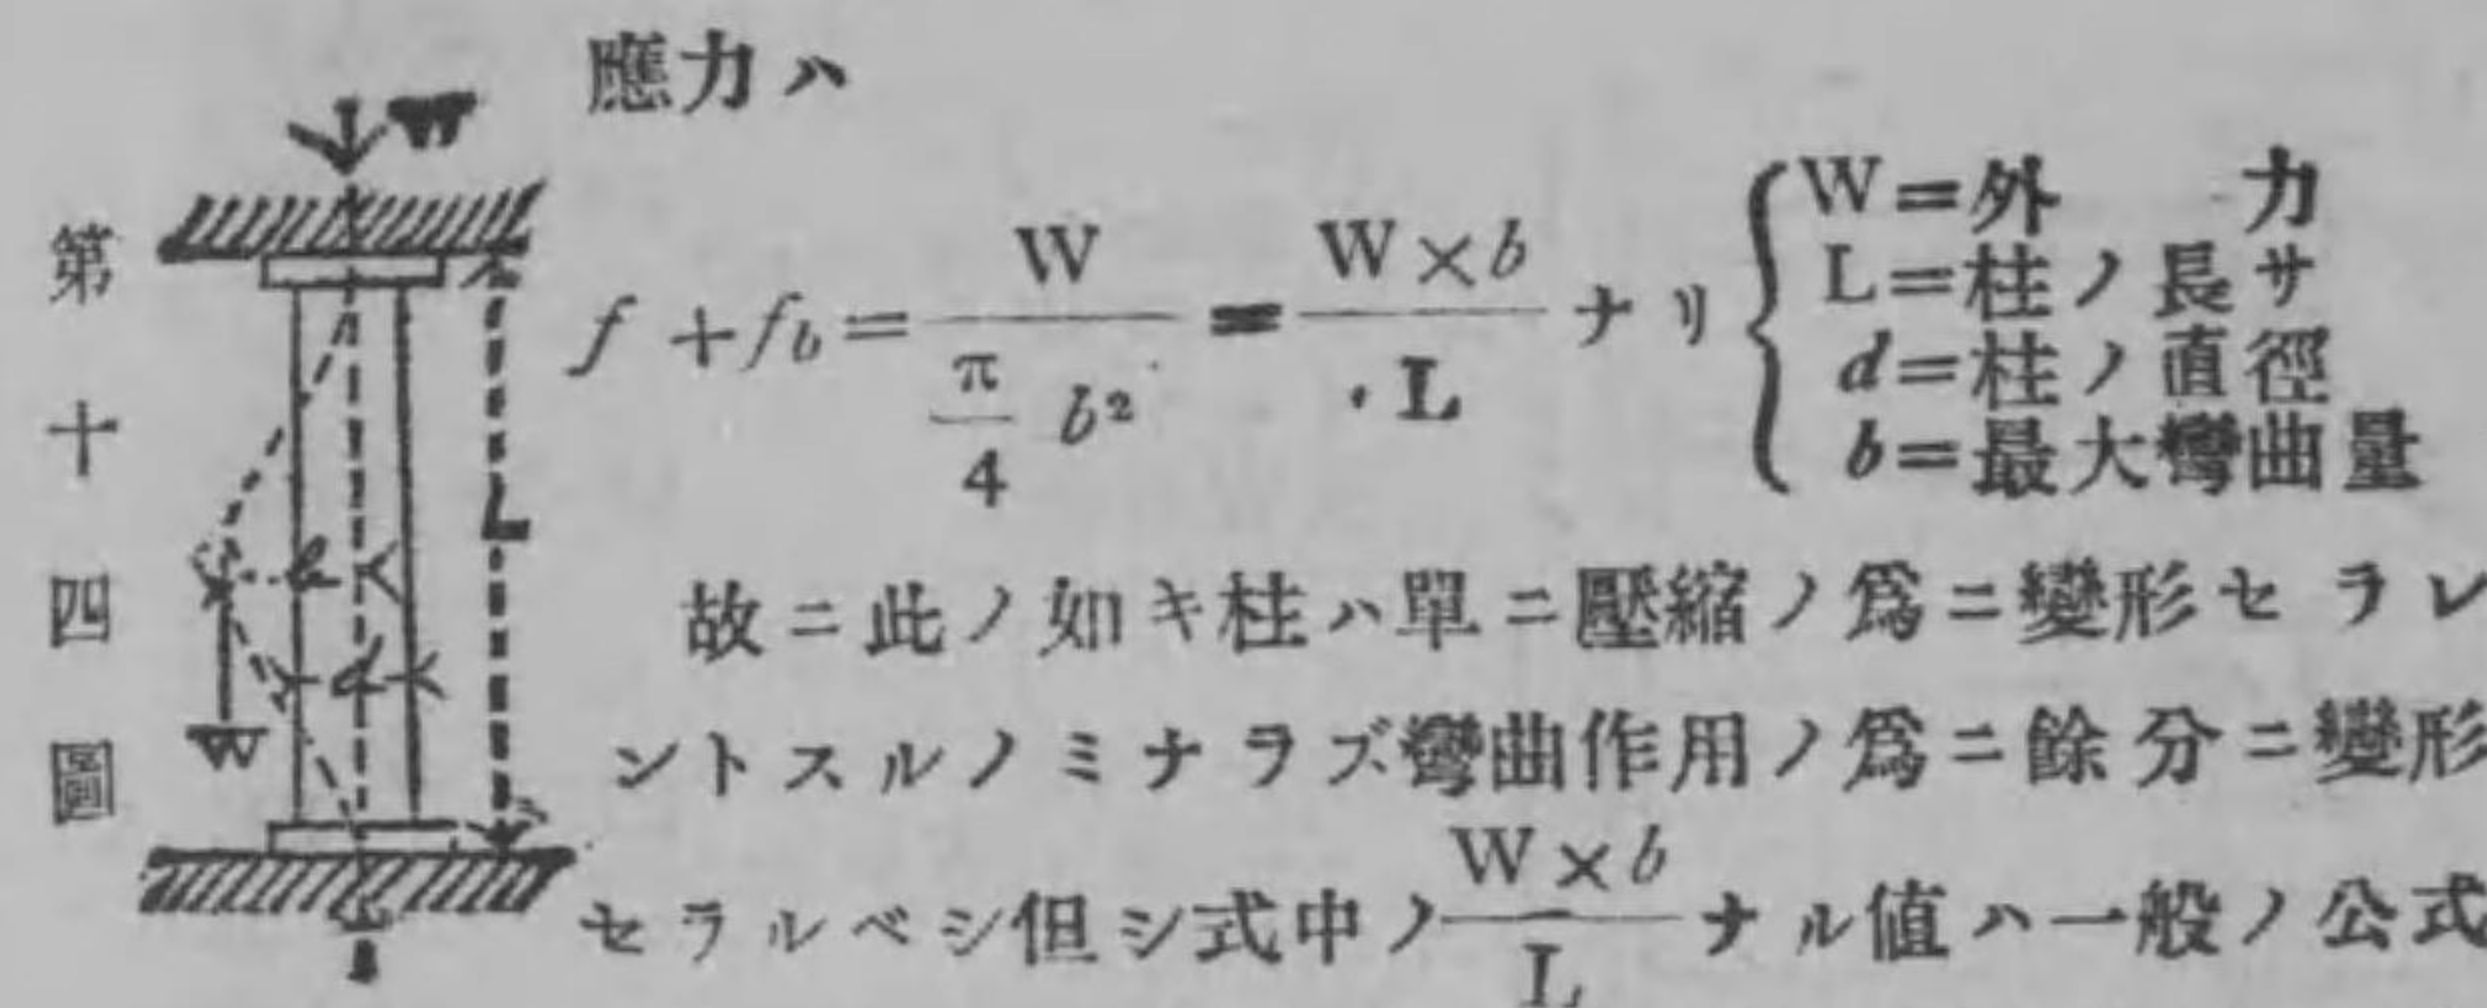 應力ハ
f + f_b = W / (π/4 b²) = W × b / L ナリ
W = 外力
L = 柱ノ長サ
d = 柱ノ直徑
b = 最大彎曲量
故ニ此ノ如キ柱ハ單ニ壓縮ノ爲ニ變形セラレ
ントスルノミナラズ彎曲作用ノ爲ニ餘分ニ變形
セラルベシ但シ式中ノ W × b / L ナル値ハ一般ノ公式
第十四圖
W
L
b
d
W